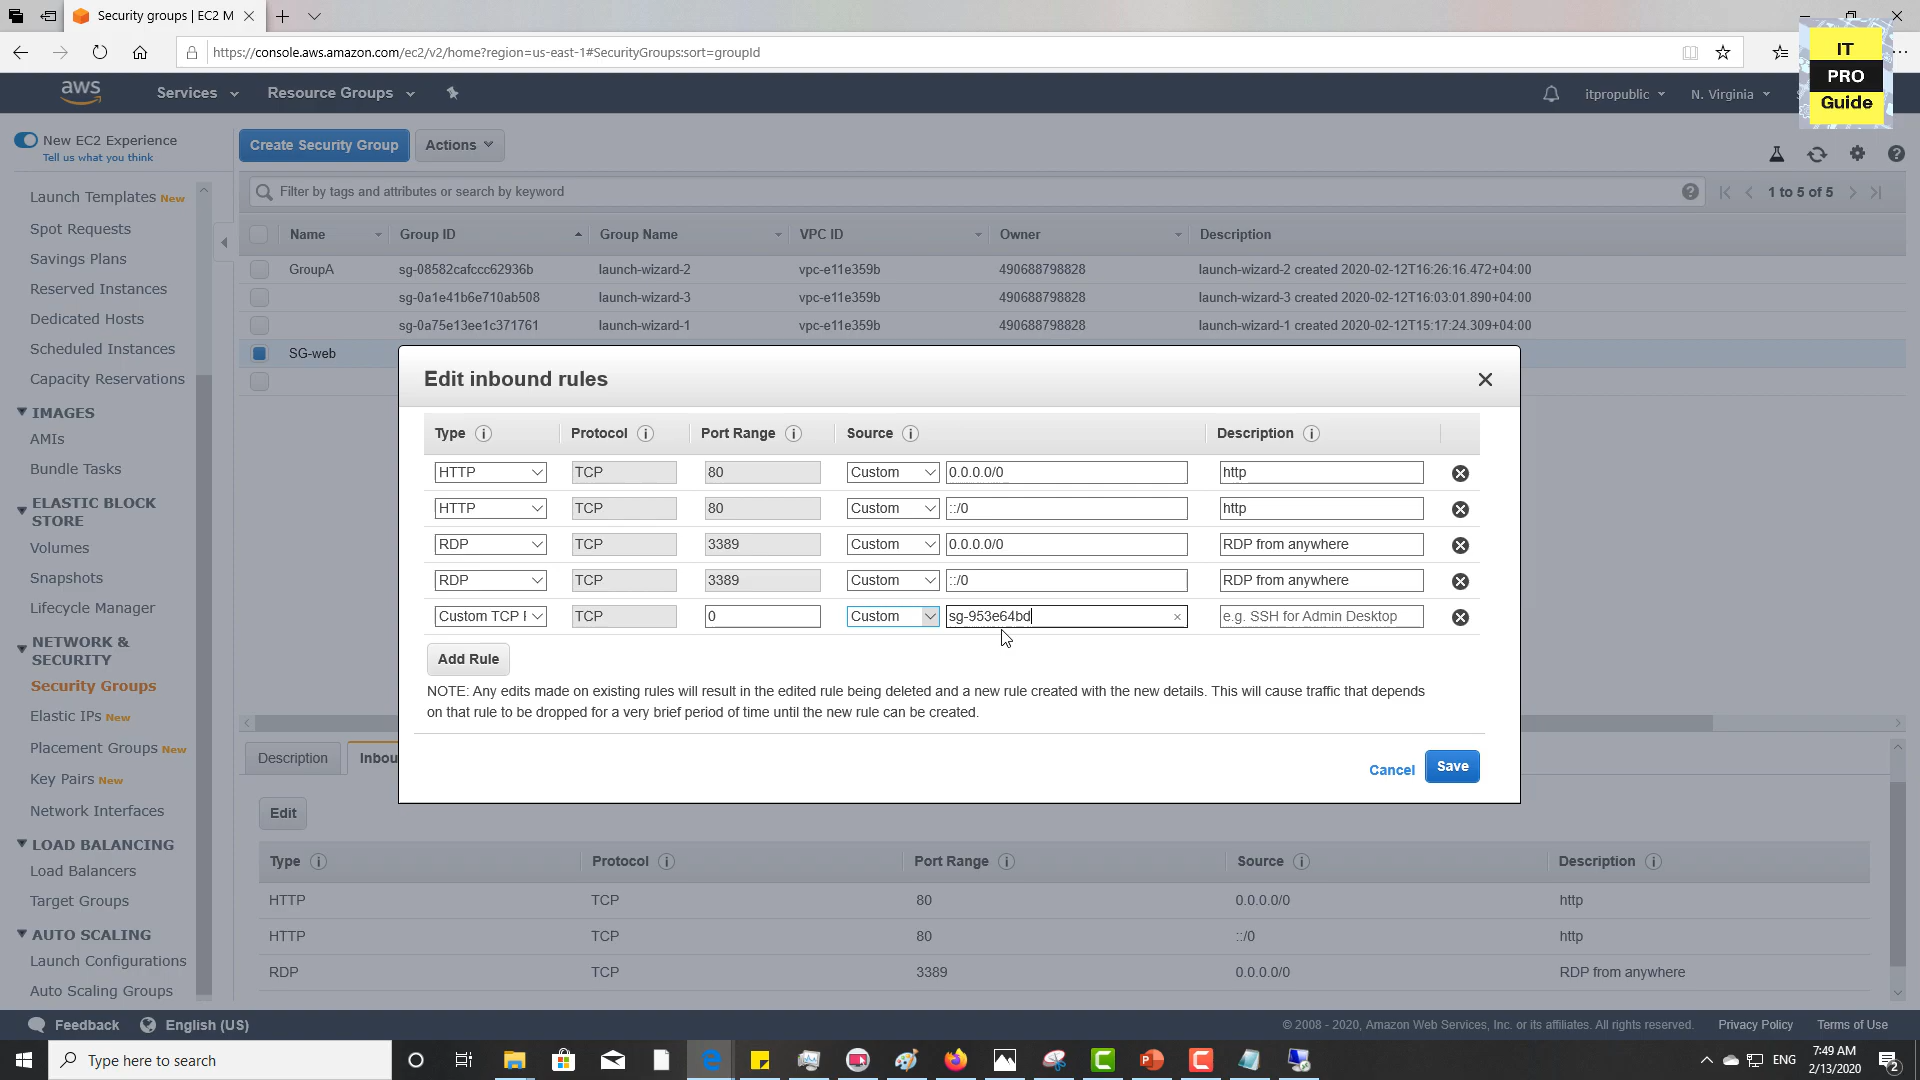 Security groups | EC2 M
https://console.aws.amazon.com/ec2/v2/home?region=us-east-1#SecurityGroups:sort=groupId
IT
PRO
Guide
aws
Services
Resource Groups
itpropublic
N. Virginia
New EC2 Experience
Tell us what you think
Create Security Group
Actions
Filter by tags and attributes or search by keyword
1 to 5 of 5
Launch Templates New
Spot Requests
Savings Plans
Reserved Instances
Dedicated Hosts
Scheduled Instances
Capacity Reservations
IMAGES
AMIs
Bundle Tasks
ELASTIC BLOCK
STORE
Volumes
Snapshots
Lifecycle Manager
NETWORK &
SECURITY
Security Groups
Elastic IPs New
Placement Groups New
Key Pairs New
Network Interfaces
LOAD BALANCING
Load Balancers
Target Groups
AUTO SCALING
Launch Configurations
Auto Scaling Groups
Name Group ID Group Name VPC ID Owner Description
GroupA sg-08582cafccc62936b launch-wizard-2 vpc-e11e359b 490688798828 launch-wizard-2 created 2020-02-12T16:26:16.472+04:00
sg-0a1e41b6e710ab508 launch-wizard-3 vpc-e11e359b 490688798828 launch-wizard-3 created 2020-02-12T16:03:01.890+04:00
sg-0a75e13ee1c371761 launch-wizard-1 vpc-e11e359b 490688798828 launch-wizard-1 created 2020-02-12T15:17:24.309+04:00
SG-web
Edit inbound rules
Type Protocol Port Range Source Description
HTTP TCP 80 Custom 0.0.0.0/0 http
HTTP TCP 80 Custom ::/0 http
RDP TCP 3389 Custom 0.0.0.0/0 RDP from anywhere
RDP TCP 3389 Custom ::/0 RDP from anywhere
Custom TCP TCP 0 Custom sg-953e64bd e.g. SSH for Admin Desktop
Add Rule
NOTE: Any edits made on existing rules will result in the edited rule being deleted and a new rule created with the new details. This will cause traffic that depends
on that rule to be dropped for a very brief period of time until the new rule can be created.
Cancel
Save
Description
Inbou
Edit
Type Protocol Port Range Source Description
HTTP TCP 80 0.0.0.0/0 http
HTTP TCP 80 ::/0 http
RDP TCP 3389 0.0.0.0/0 RDP from anywhere
Feedback
English (US)
© 2008 - 2020, Amazon Web Services, Inc. or its affiliates. All rights reserved.
Privacy Policy
Terms of Use
Type here to search
ENG
7:49 AM
2/13/2020
2